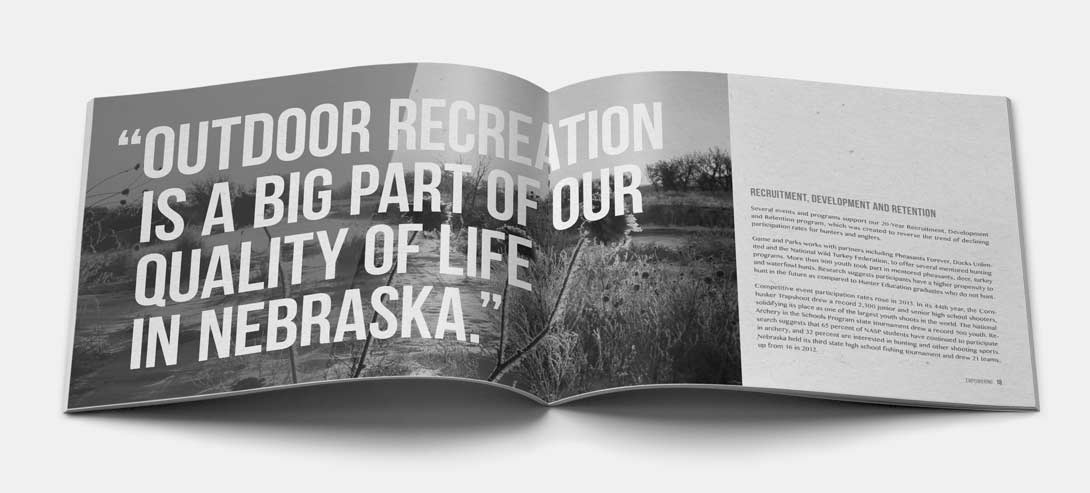 “OUTDOOR RECREATION
IS A BIG PART OF OUR
QUALITY OF LIFE
IN NEBRASKA.”
RECRUITMENT, DEVELOPMENT AND RETENTION
Several events and programs support our 20-Year Recruitment, Development
and Retention program, which was created to reverse the trend of declining
participation rates for hunters and anglers.
Game and Parks works with partners including Pheasants Forever, Ducks Unlim-
ited and the National Wild Turkey Federation, to offer several mentored hunting
programs. More than 900 youth took part in mentored pheasants, deer, turkey
and waterfowl hunts. Research suggests participants have a higher propensity to
hunt in the future as compared to Hunter Education graduates who do not hunt.
Competitive event participation rates rose in 2013. In its 44th year, the Corn-
husker Trapshoot drew a record 2,300 junior and senior high school shooters,
solidifying its place as one of the largest youth shoots in the world. The National
Archery in the Schools Program state tournament drew a record 500 youth. Re-
search suggests that 65 percent of NASP students have continued to participate
in archery, and 32 percent are interested in hunting and other shooting sports.
Nebraska held its third state high school fishing tournament and drew 21 teams,
up from 16 in 2012.
EMPOWERING